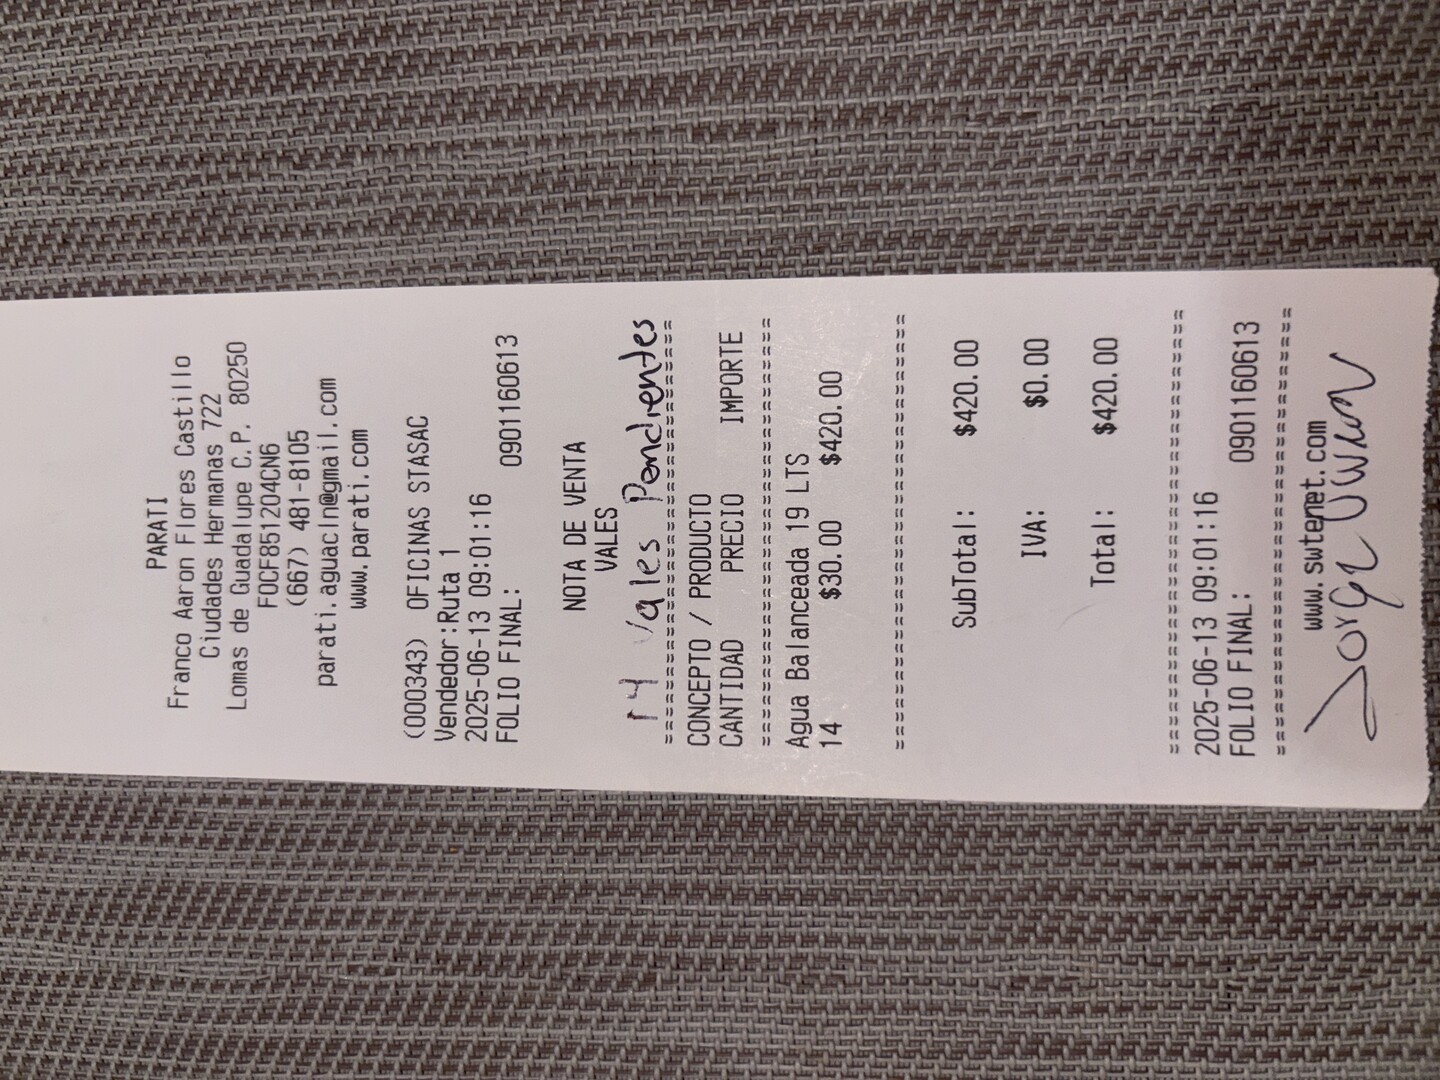 PARATI
Franco Aaron Flores Castillo
Ciudades Hermanas 722
Lomas de Guadalupe C.P. 80250
FOCF851204CN6
(667) 481-8105
parati.aguacln@gmail.com
www.parati.com
(000343) OFICINAS STASAC
Vendedor:Ruta 1
2025-06-13 09:01:16
FOLIO FINAL: 0901160613
NOTA DE VENTA
VALES
14 Vales Pendientes
==========================================
CONCEPTO / PRODUCTO
CANTIDAD PRECIO IMPORTE
==========================================
Agua Balanceada 19 LTS
14 $30.00 $420.00
==========================================
SubTotal: $420.00
IVA: $0.00
Total: $420.00
==========================================
2025-06-13 09:01:16
FOLIO FINAL: 0901160613
==========================================
www.swtenet.com
Jorge